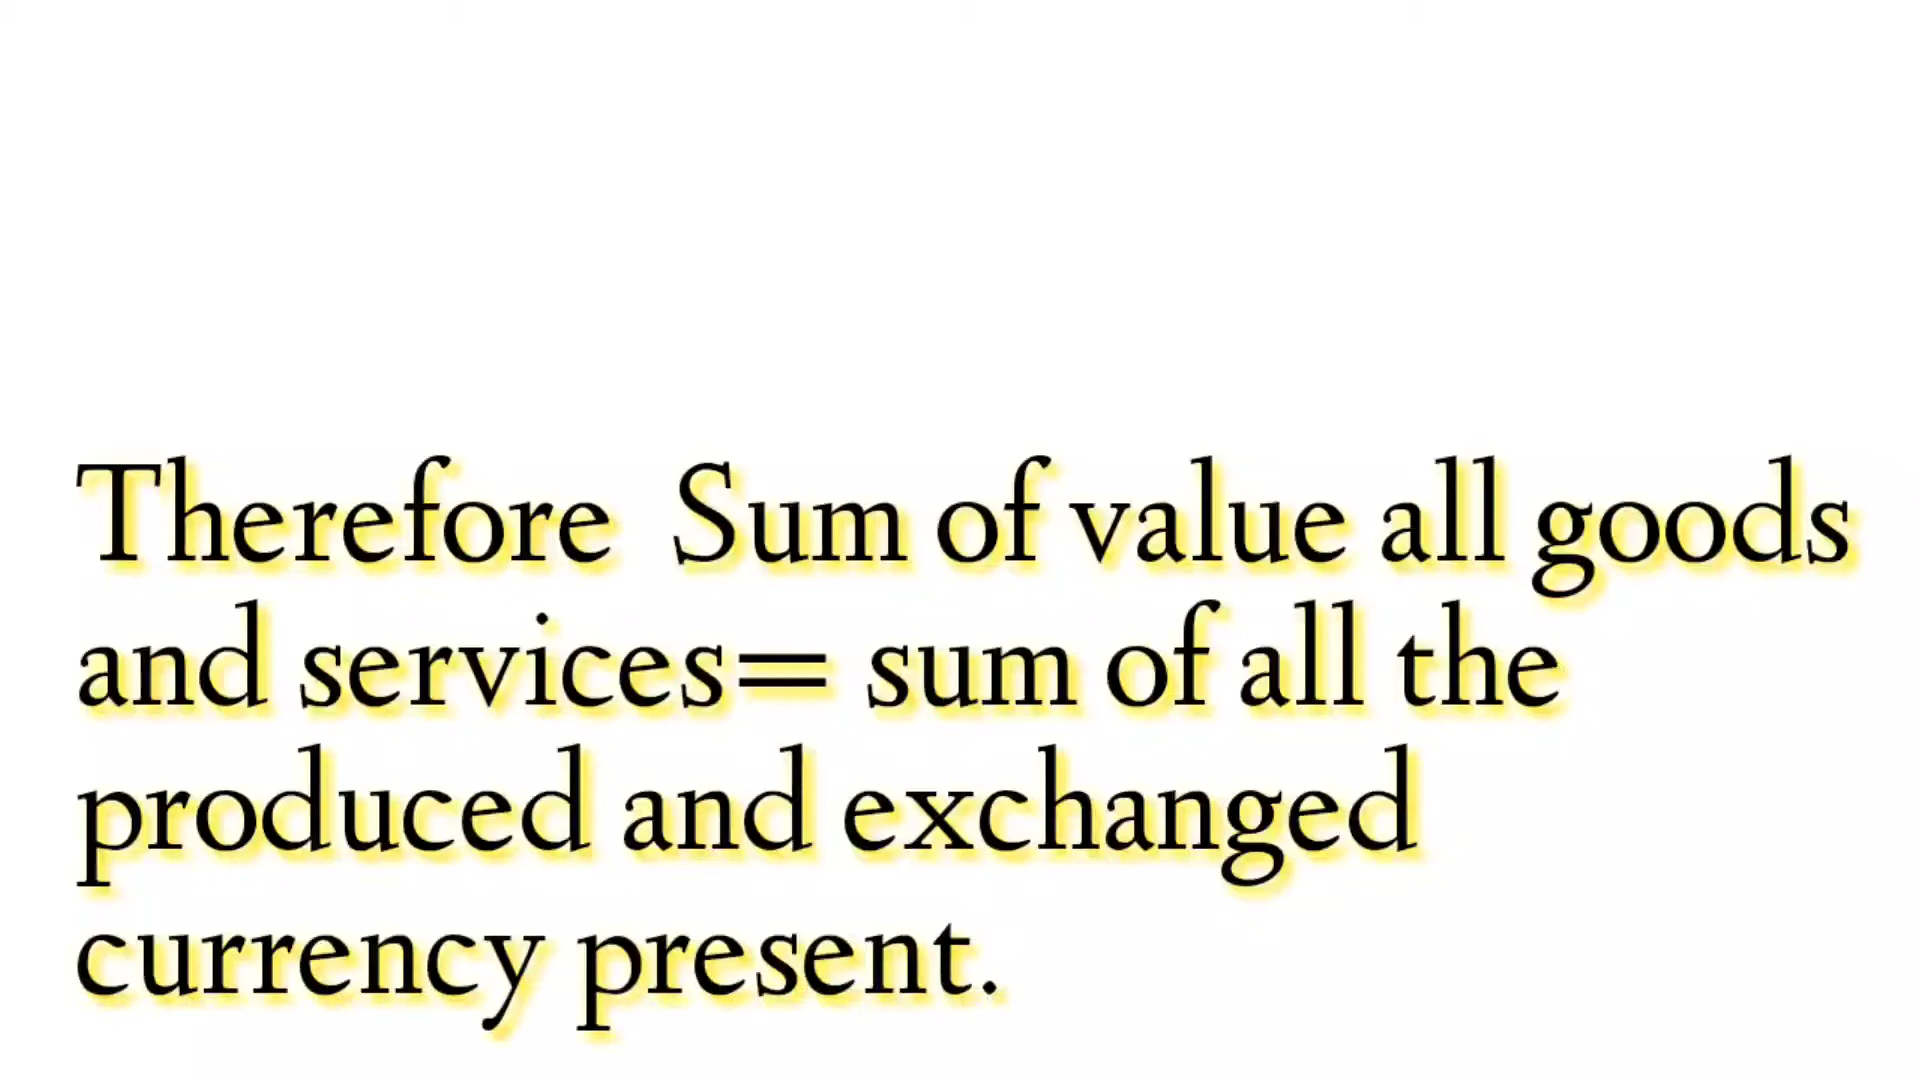 Therefore  Sum of value all goods
and services= sum of all the
produced and exchanged
currency present.